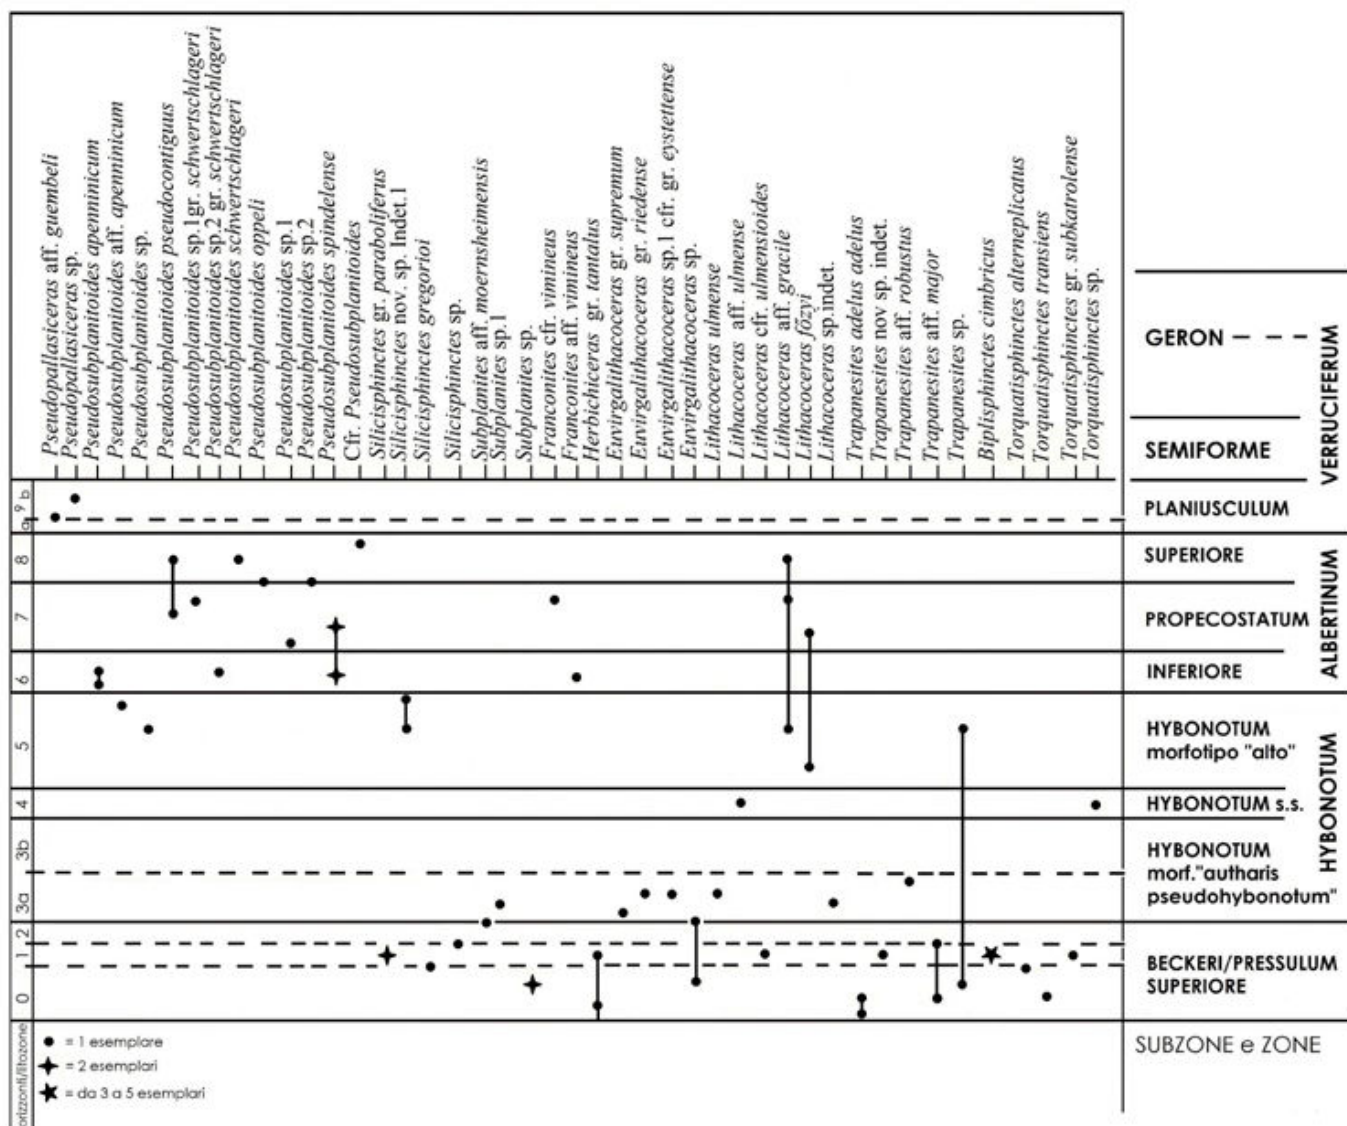 Pseudopallasiceras aff. guembeli
Pseudopallasiceras sp.
Pseudosubplanitoides apenninicum
Pseudosubplanitoides aff. apenninicum
Pseudosubplanitoides sp.
Pseudosubplanitoides pseudocontiguus
Pseudosubplanitoides sp.1gr. schwertschlageri
Pseudosubplanitoides sp.2 gr. schwertschlageri
Pseudosubplanitoides schwertschlageri
Pseudosubplanitoides oppeli
Pseudosubplanitoides sp.1
Pseudosubplanitoides sp.2
Pseudosubplanitoides spindelense
Cfr. Pseudosubplanitoides
Silicisphinctes gr. paraboliferus
Silicisphinctes nov. sp. Indet.1
Silicisphinctes gregorioi
Silicisphinctes sp.
Subplanites aff. moernsheimensis
Subplanites sp.1
Subplanites sp.
Franconites cfr. vimineus
Franconites aff. vimineus
Herbichiceras gr. tantalus
Euvirgalithacoceras gr. supremum
Euvirgalithacoceras gr. riedense
Euvirgalithacoceras sp.1 cfr. gr. eystettense
Euvirgalithacoceras sp.
Lithacoceras ulmense
Lithacoceras aff. ulmense
Lithacoceras cfr. ulmensioides
Lithacoceras aff. gracile
Lithacoceras főzyi
Lithacoceras sp.indet.
Trapanesites adelus adelus
Trapanesites nov sp. indet.
Trapanesites aff. robustus
Trapanesites aff. major
Trapanesites sp.
Biplisphinctes cimbricus
Torquatisphinctes alterneplicatus
Torquatisphinctes transiens
Torquatisphinctes gr. subkatrolense
Torquatisphinctes sp.
GERON
SEMIFORME
VERRUCIFERUM
9 b
a
PLANIUSCULUM
8
SUPERIORE
7
PROPECOSTATUM
6
INFERIORE
ALBERTINUM
5
HYBONOTUM
morfotipo "alto"
4
HYBONOTUM s.s.
3b
HYBONOTUM
morf."autharis
3a
pseudohybonotum"
HYBONOTUM
2
1
BECKERI/PRESSULUM
0
SUPERIORE
orizzonti/litozone
= 1 esemplare
= 2 esemplari
= da 3 a 5 esemplari
SUBZONE e ZONE